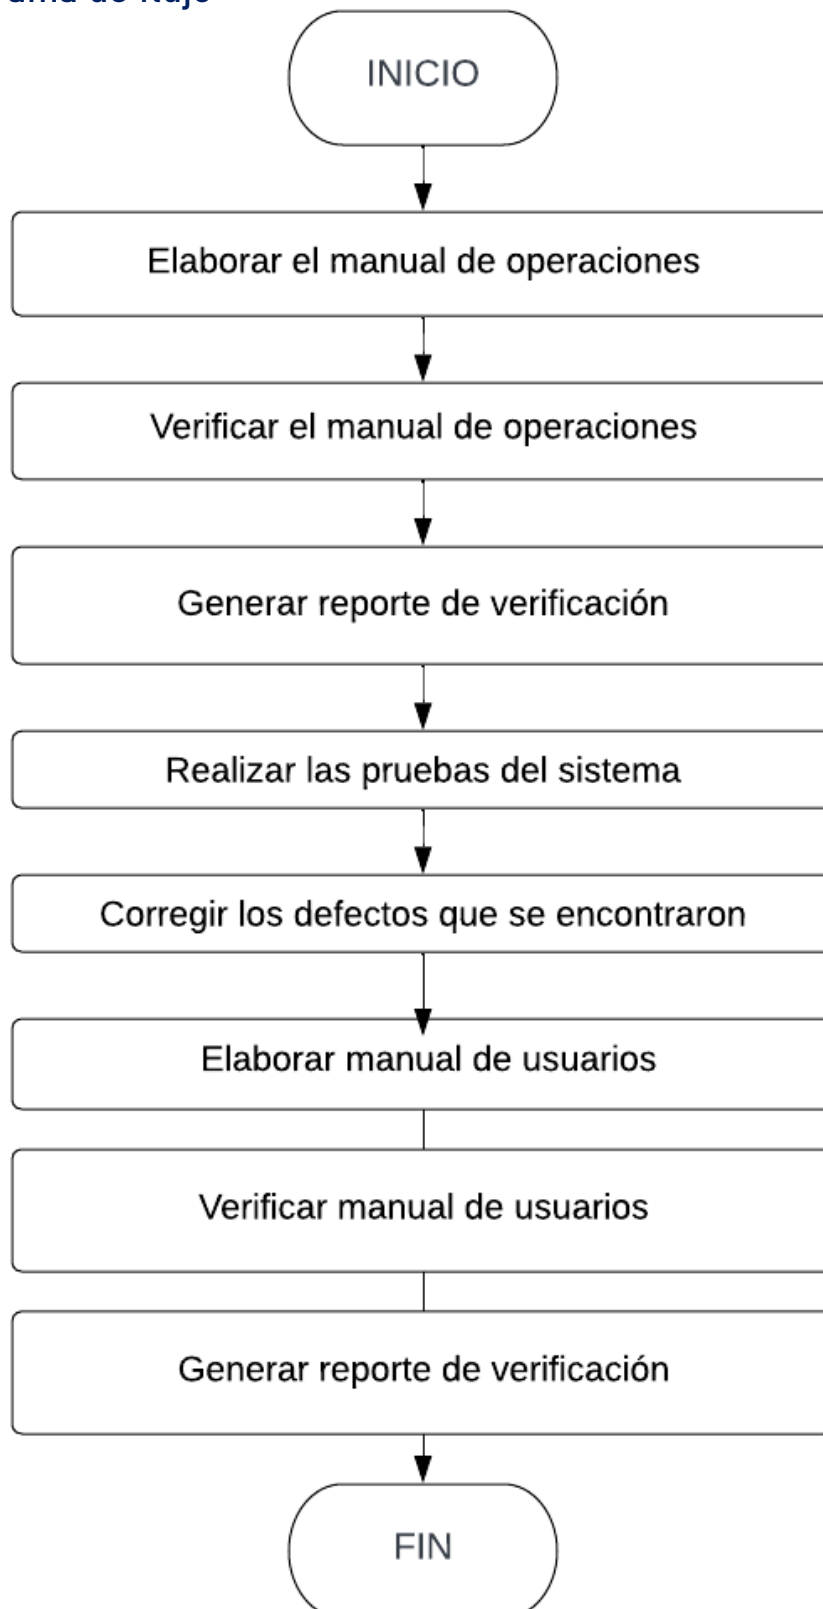 de flujo
INICIO
Elaborar el manual de operaciones
Verificar el manual de operaciones
Generar reporte de verificación
Realizar las pruebas del sistema
Corregir los defectos que se encontraron
Elaborar manual de usuarios
Verificar manual de usuarios
Generar reporte de verificación
FIN